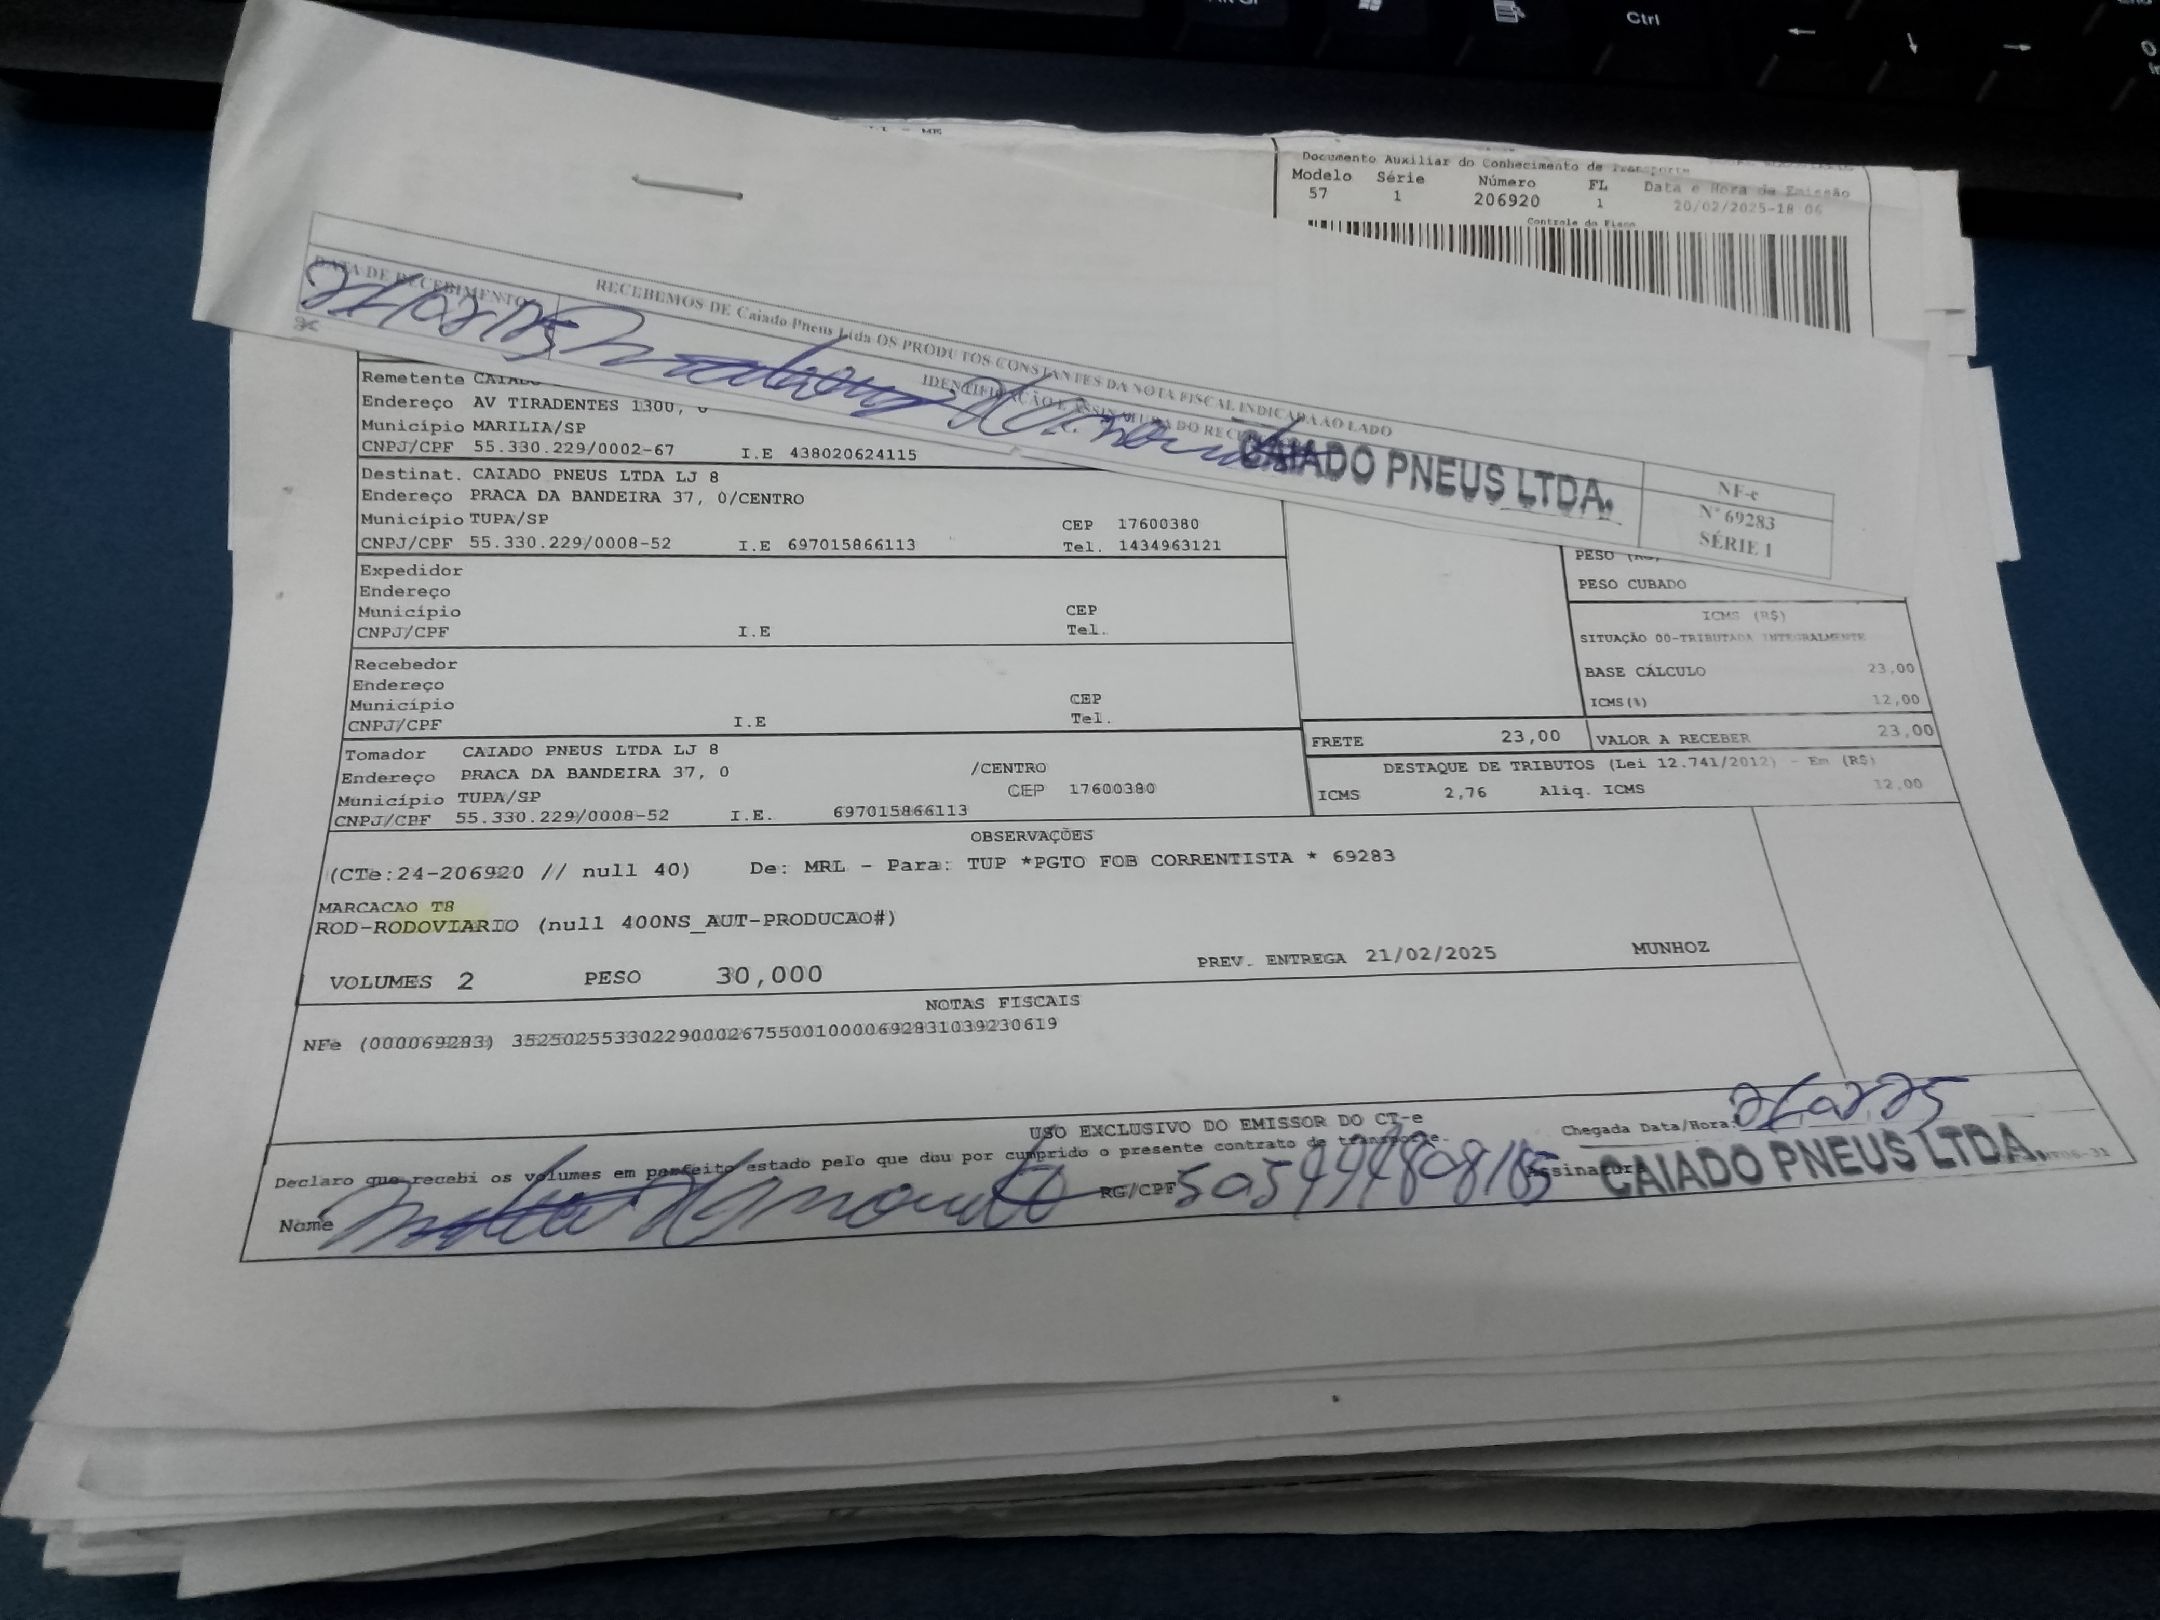 Ctrl
Documento Auxiliar do Conhecimento de Transporte
Modelo Série Número FL Data e Hora de Emissão
57 1 206920 1 20/02/2025-18 06
Controle do Fisco
RECEBEMOS DE Caiado Pneus Ltda OS PRODUTOS CONSTANTES DA NOTA FISCAL INDICADA AO LADO
DATA DE RECEBIMENTO
IDENTIFICAÇÃO E ASSINATURA DO
CAIADO PNEUS LTDA.
NF-e
Nº 69283
SÉRIE 1
Remetente
Endereço AV TIRADENTES 1300,
Município MARILIA/SP
CNPJ/CPF 55.330.229/0002-67 I.E 438020624115
Destinat. CAIADO PNEUS LTDA LJ 8
Endereço PRACA DA BANDEIRA 37, 0/CENTRO
Município TUPA/SP CEP 17600380
CNPJ/CPF 55.330.229/0008-52 I.E 697015866113 Tel. 1434963121
Expedidor
Endereço
Município CEP
CNPJ/CPF I.E Tel.
Recebedor
Endereço
Município CEP
CNPJ/CPF I.E Tel.
PESO
PESO CUBADO
ICMS (R$)
SITUAÇÃO 00-TRIBUTADA INTEGRALMENTE
BASE CÁLCULO 23,00
ICMS(%) 12,00
FRETE 23,00 VALOR A RECEBER 23,00
Tomador CAIADO PNEUS LTDA LJ 8
Endereço PRACA DA BANDEIRA 37, 0 /CENTRO
Município TUPA/SP CEP 17600380
CNPJ/CPF 55.330.229/0008-52 I.E. 697015866113
DESTAQUE DE TRIBUTOS (Lei 12.741/2012) - Em (R$)
ICMS 2,76 Aliq. ICMS 12,00
OBSERVAÇÕES
(CTe:24-206920 // null 40) De: MRL - Para: TUP *PGTO FOB CORRENTISTA * 69283
MARCACAO T8
ROD-RODOVIARIO (null 400NS_AUT-PRODUCAO#)
VOLUMES 2 PESO 30,000 PREV. ENTREGA 21/02/2025 MUNHOZ
NOTAS FISCAIS
NFe (000069283) 35250255330229000267550010000692831039230619
USO EXCLUSIVO DO EMISSOR DO CT-e
Declaro que recebi os volumes em perfeito estado pelo que dou por cumprido o presente contrato de transporte.
Chegada Data/Hora:
Nome RG/CPF Assinatura
CAIADO PNEUS LTDA.